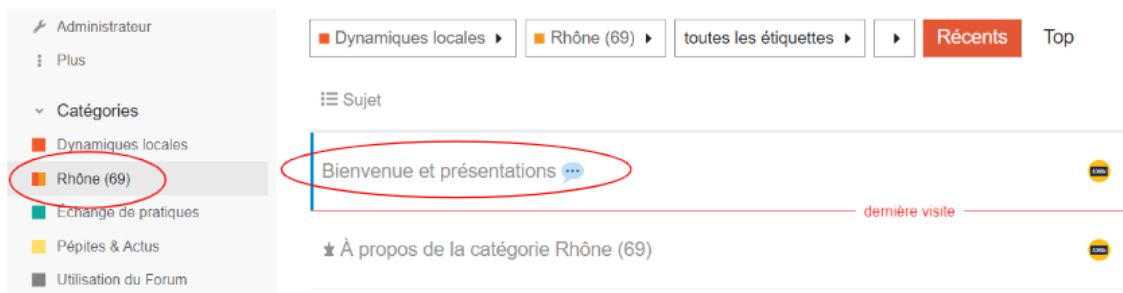 Administrateur
Plus
Catégories
Dynamiques locales
Rhône (69)
Échange de pratiques
Pépites & Actus
Utilisation du Forum
Dynamiques locales Rhône (69) toutes les étiquettes Récents Top
Sujet
Bienvenue et présentations
dernière visite
À propos de la catégorie Rhône (69)